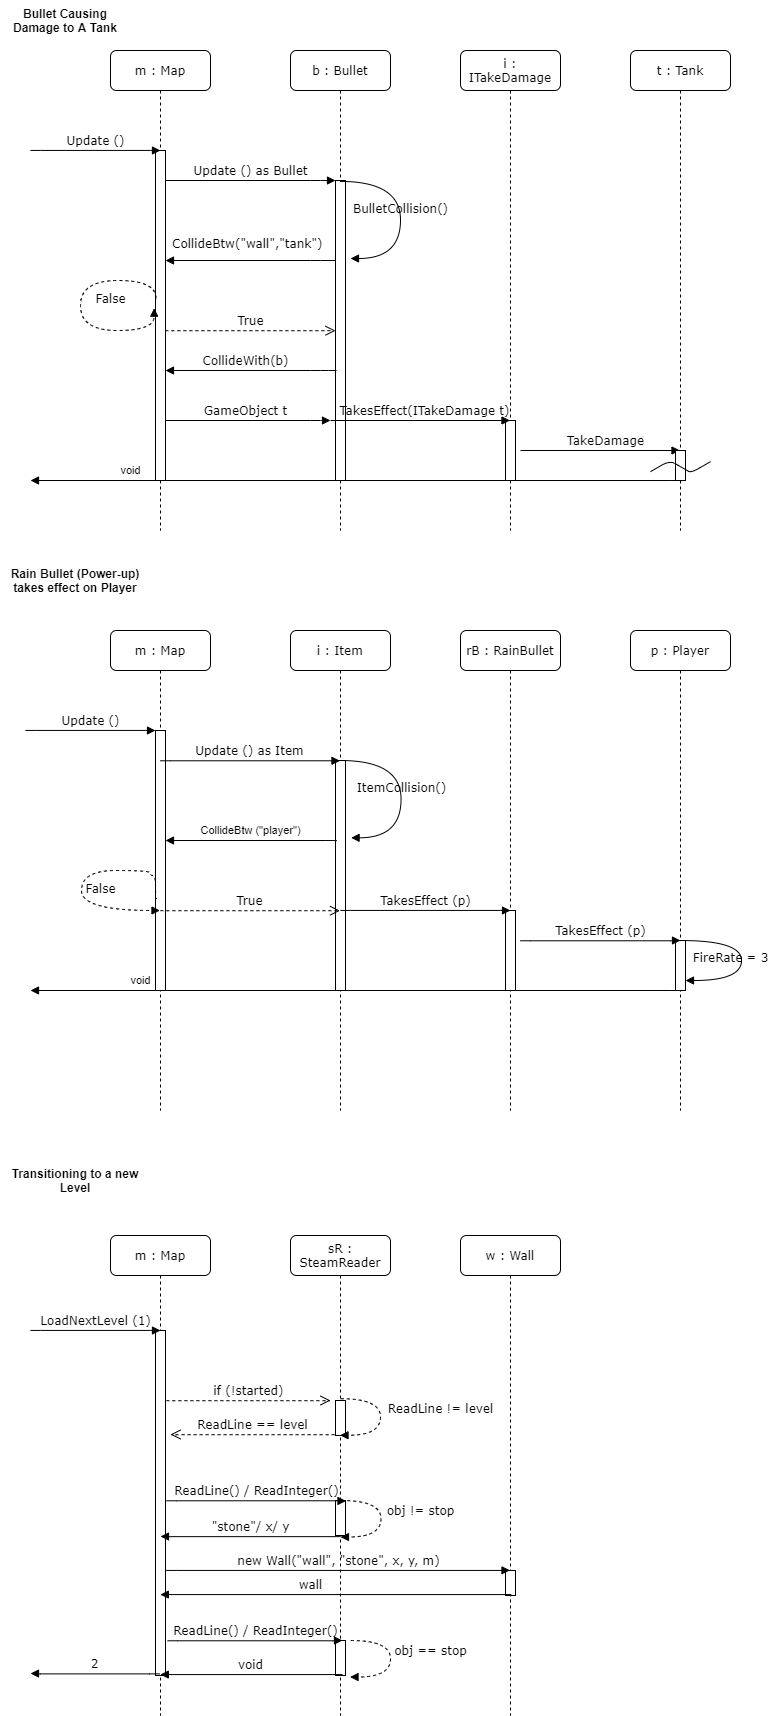 Bullet Causing
Damage to A Tank
m : Map
b : Bullet
i :
ITakeDamage
t : Tank
Update ()
Update () as Bullet
BulletCollision()
CollideBtw("wall","tank")
False
True
CollideWith(b)
GameObject t
TakesEffect(ITakeDamage t)
TakeDamage
void
Rain Bullet (Power-up)
takes effect on Player
m : Map
i : Item
rB : RainBullet
p : Player
Update ()
Update () as Item
ItemCollision()
CollideBtw ("player")
False
True
TakesEffect (p)
TakesEffect (p)
FireRate = 3
void
Transitioning to a new
Level
m : Map
sR :
SteamReader
w : Wall
LoadNextLevel (1)
if (!started)
ReadLine != level
ReadLine == level
ReadLine() / ReadInteger()
obj != stop
"stone"/ x/ y
new Wall("wall", "stone", x, y, m)
wall
ReadLine() / ReadInteger()
obj == stop
void
2